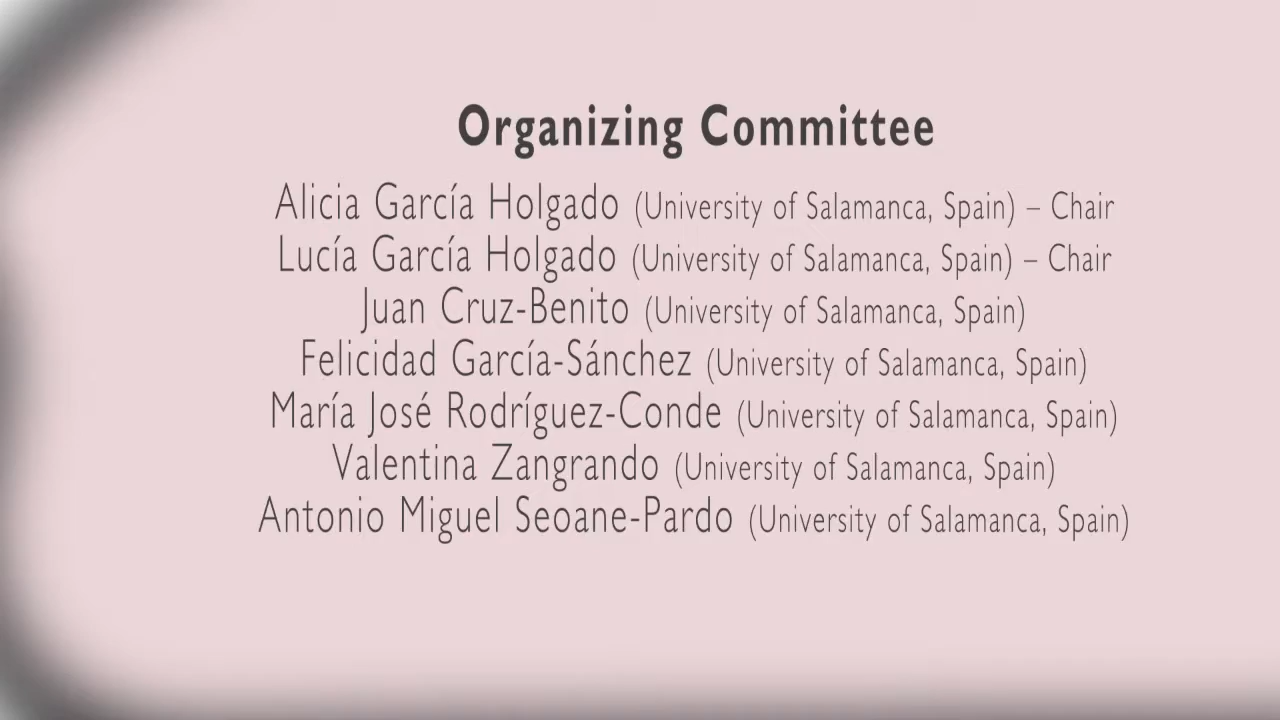 Organizing Committee
Alicia García Holgado (University of Salamanca, Spain) – Chair
Lucía García Holgado (University of Salamanca, Spain) – Chair
Juan Cruz-Benito (University of Salamanca, Spain)
Felicidad García-Sánchez (University of Salamanca, Spain)
María José Rodríguez-Conde (University of Salamanca, Spain)
Valentina Zangrando (University of Salamanca, Spain)
Antonio Miguel Seoane-Pardo (University of Salamanca, Spain)